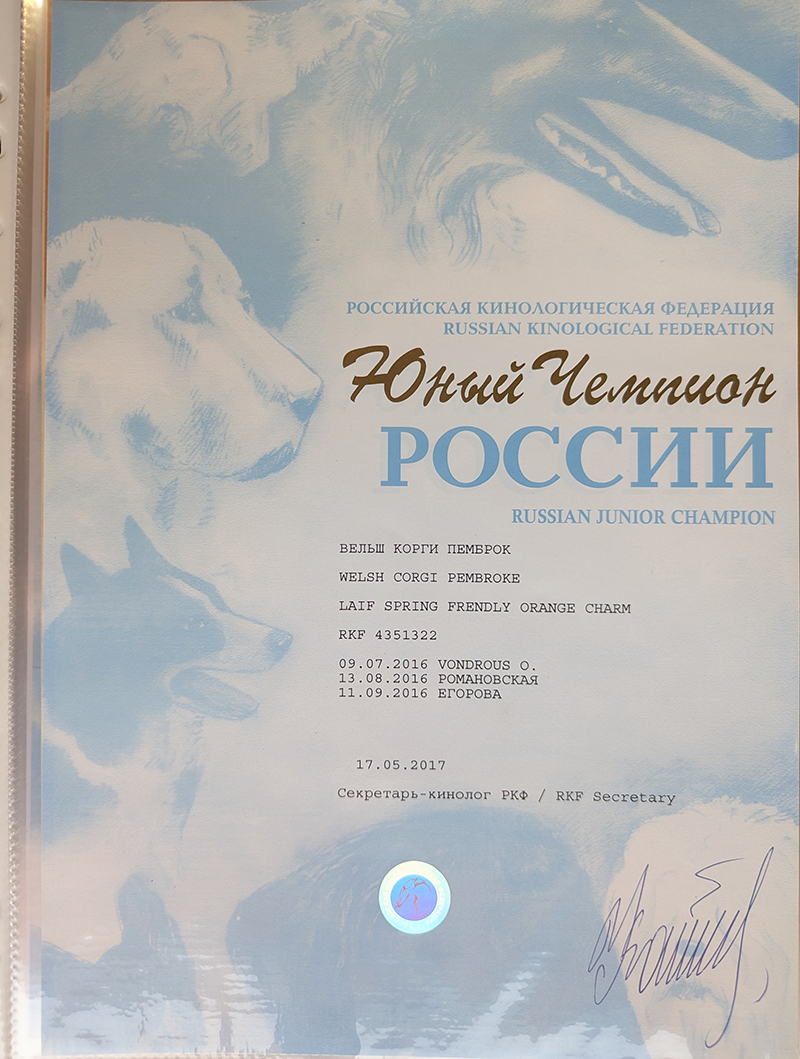 РОССИЙСКАЯ КИНОЛОГИЧЕСКАЯ ФЕДЕРАЦИЯ
RUSSIAN KINOLOGICAL FEDERATION
Юный Чемпион
РОССИИ
RUSSIAN JUNIOR CHAMPION
ВЕЛЬШ КОРГИ ПЕМБРОК
WELSH CORGI PEMBROKE
LAIF SPRING FRENDLY ORANGE CHARM
RKF 4351322
09.07.2016 VONDROUS O.
13.08.2016 РОМАНОВСКАЯ
11.09.2016 ЕГОРОВА
17.05.2017
Секретарь-кинолог РКФ / RKF Secretary